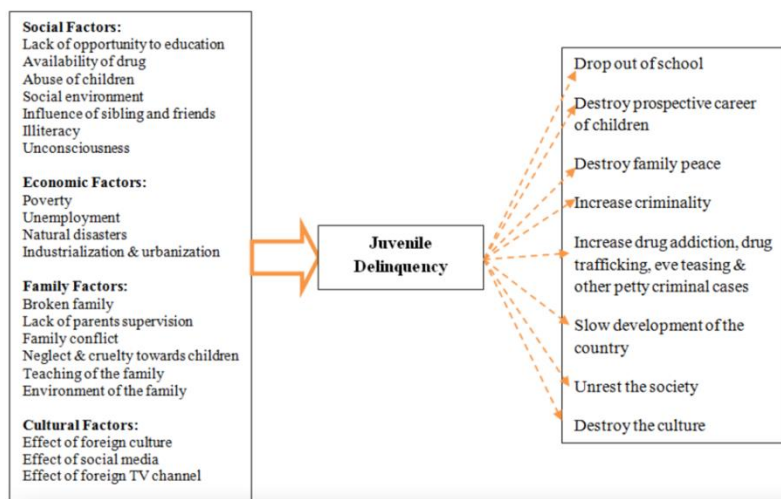 Social Factors:
Lack of opportunity to education
Availability of drug
Abuse of children
Social environment
Influence of sibling and friends
Illiteracy
Unconsciousness
Economic Factors:
Poverty
Unemployment
Natural disasters
Industrialization & urbanization
Family Factors:
Broken family
Lack of parents supervision
Family conflict
Neglect & cruelty towards children
Teaching of the family
Environment of the family
Cultural Factors:
Effect of foreign culture
Effect of social media
Effect of foreign TV channel
Juvenile
Delinquency
Drop out of school
Destroy prospective career
of children
Destroy family peace
Increase criminality
Increase drug addiction, drug
trafficking, eve teasing &
other petty criminal cases
Slow development of the
country
Unrest the society
Destroy the culture